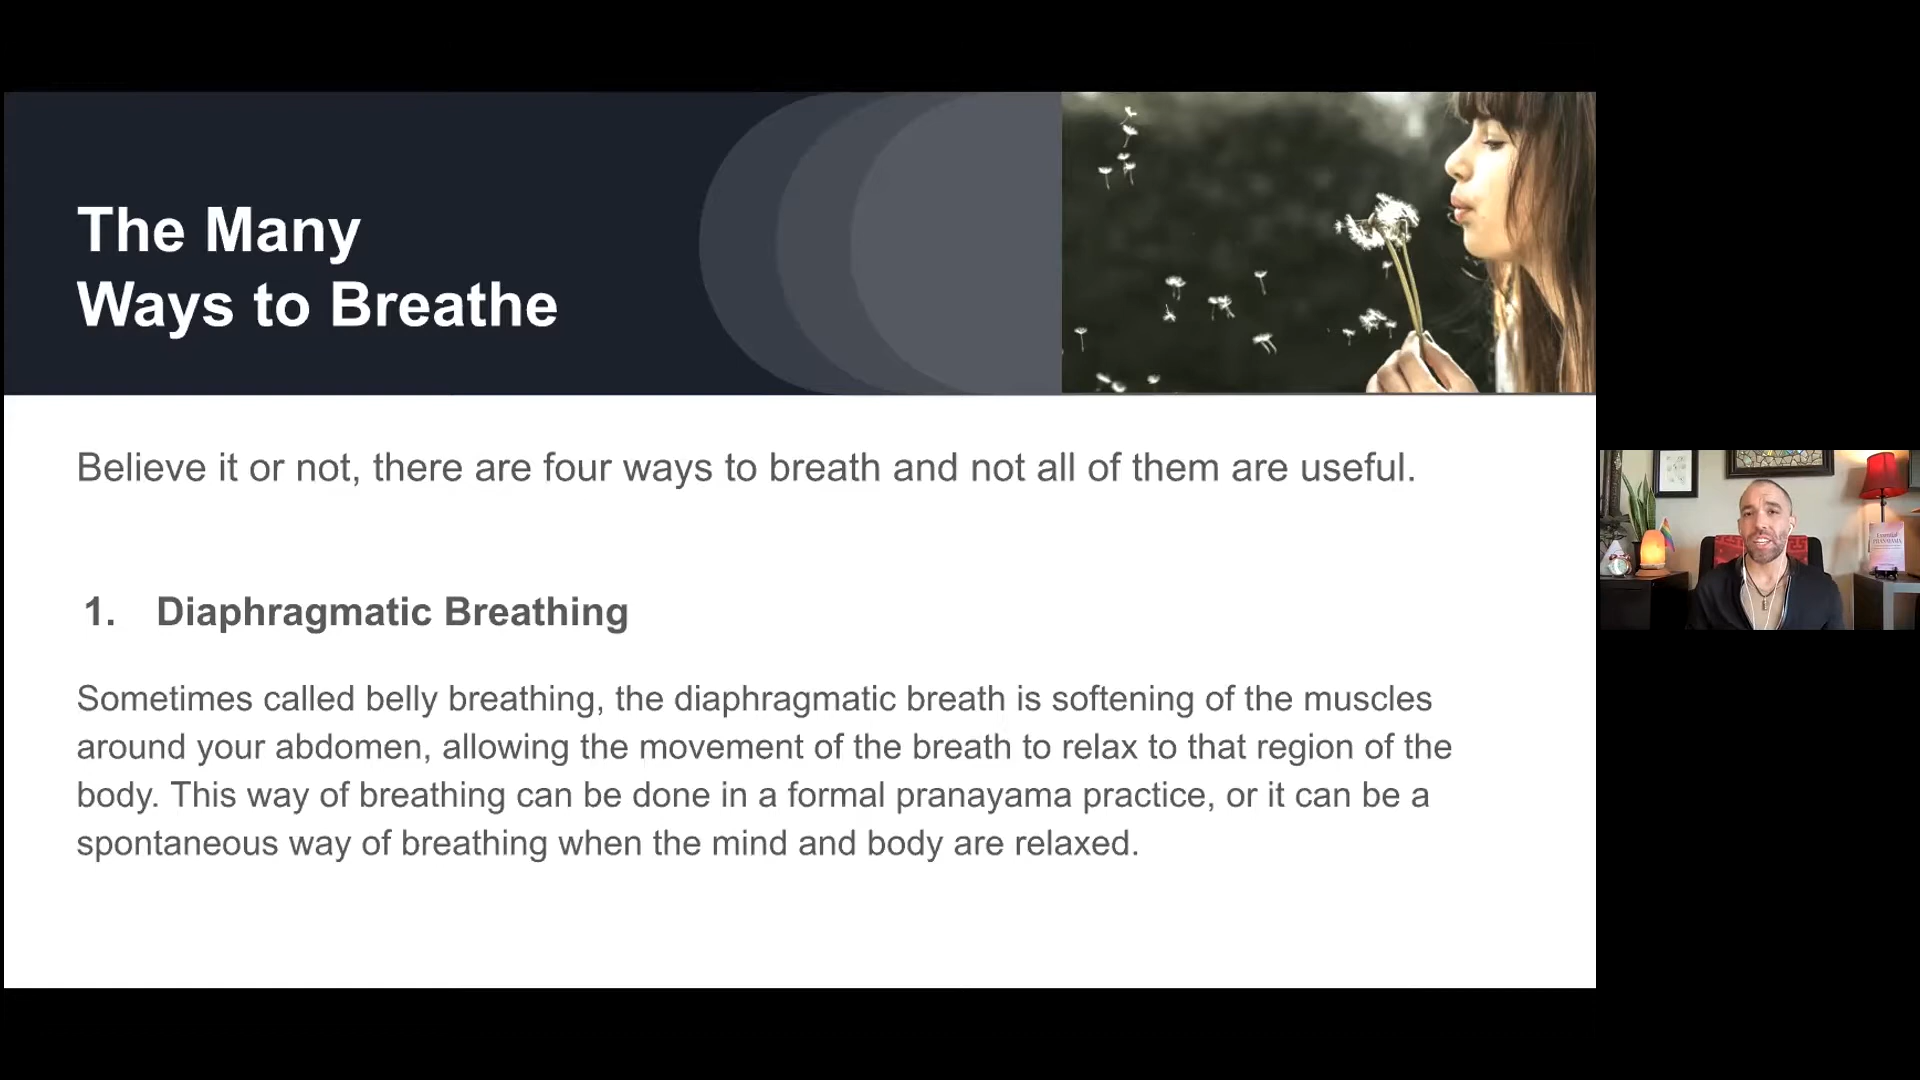 The Many
Ways to Breathe
Believe it or not, there are four ways to breath and not all of them are useful.
1. Diaphragmatic Breathing
Sometimes called belly breathing, the diaphragmatic breath is softening of the muscles
around your abdomen, allowing the movement of the breath to relax to that region of the
body. This way of breathing can be done in a formal pranayama practice, or it can be a
spontaneous way of breathing when the mind and body are relaxed.